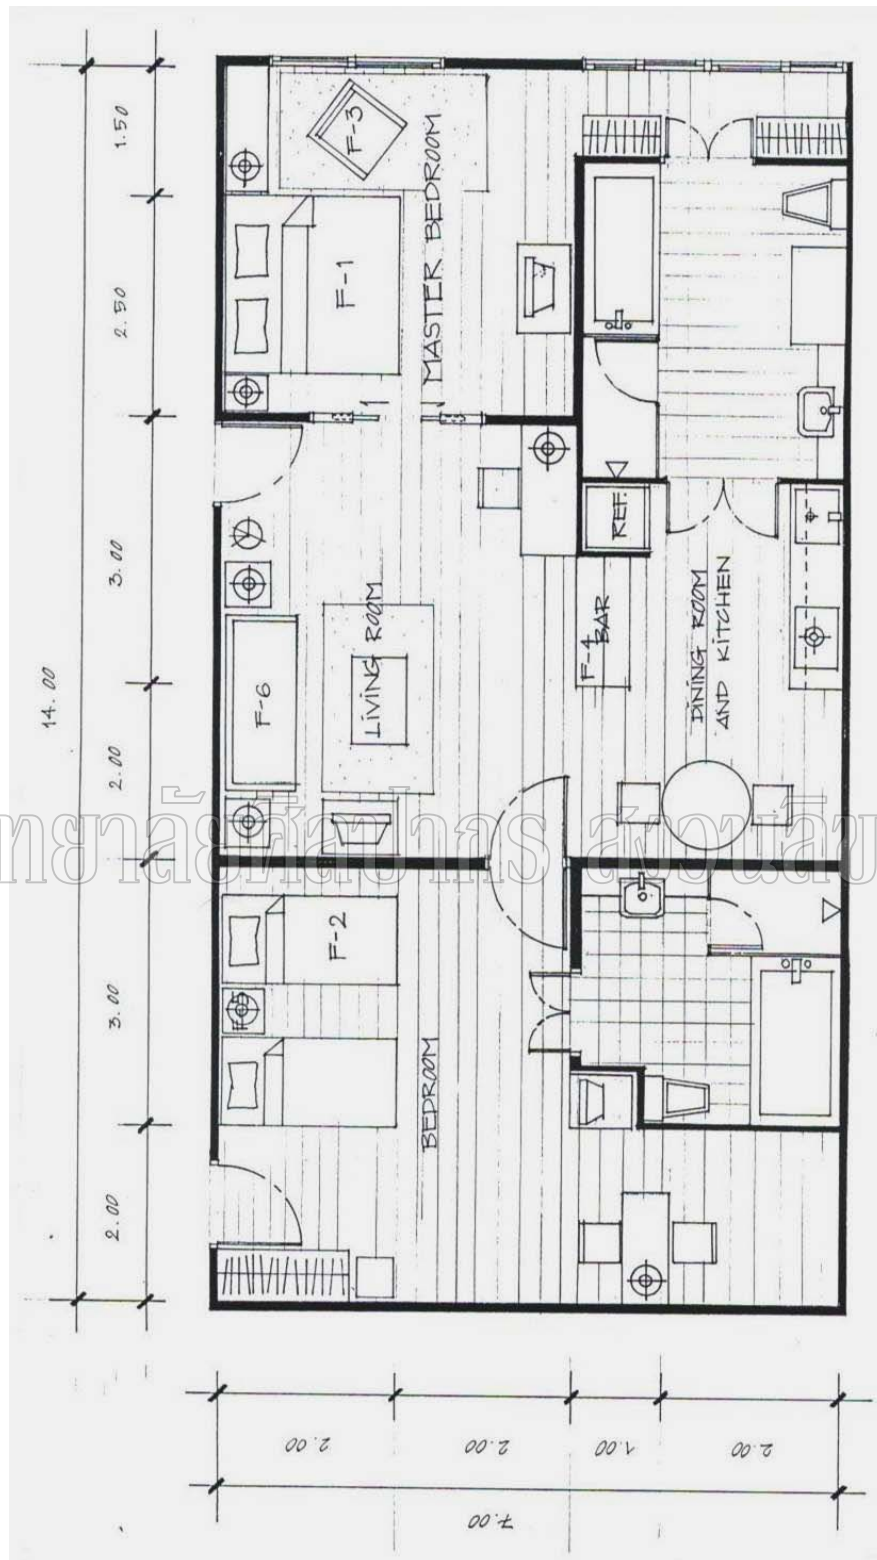 14.00
1.50
2.50
3.00
2.00
3.00
2.00
F-3
F-1
MASTER BEDROOM
REF.
F-4
BAR
DINING ROOM
AND KITCHEN
LIVING ROOM
F-6
F-2
BEDROOM
2.00
2.00
1.00
2.00
7.00